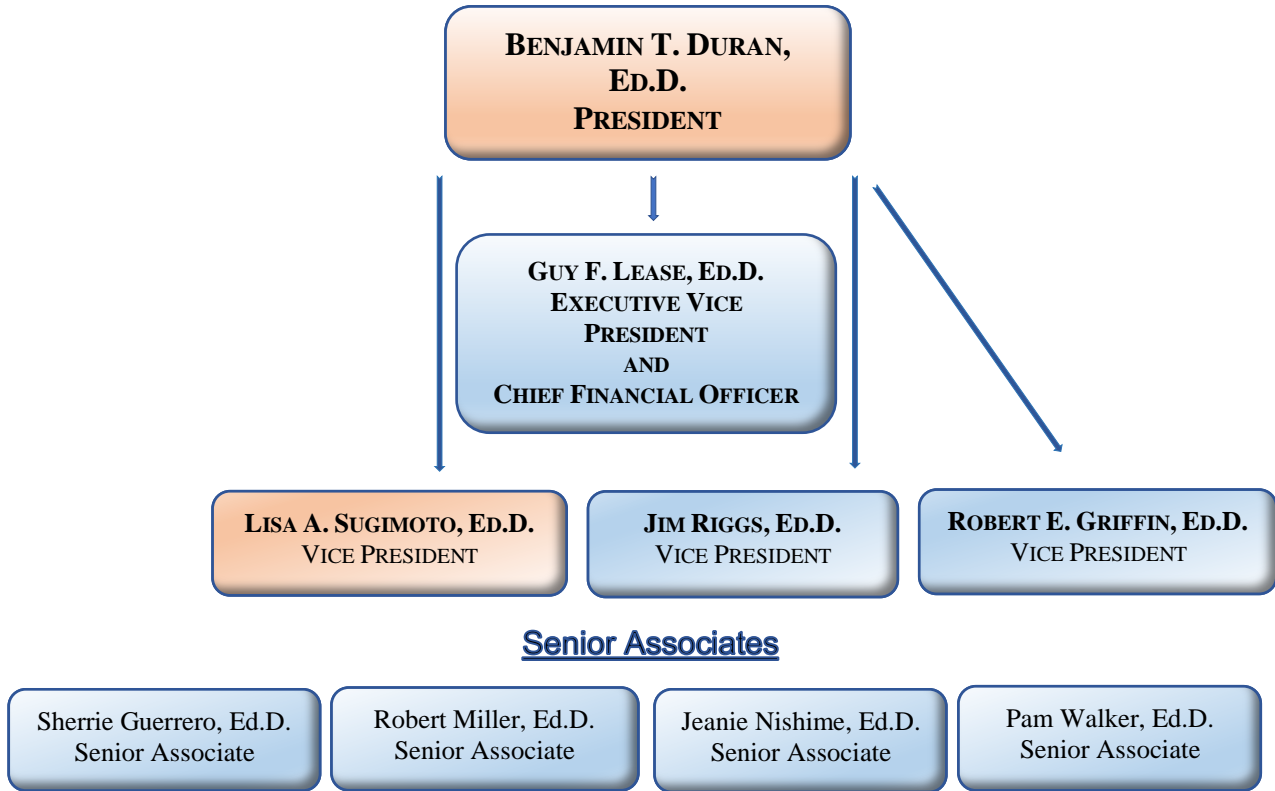 BENJAMIN T. DURAN,
ED.D.
PRESIDENT
GUY F. LEASE, ED.D.
EXECUTIVE VICE
PRESIDENT
AND
CHIEF FINANCIAL OFFICER
LISA A. SUGIMOTO, ED.D.
VICE PRESIDENT
JIM RIGGS, ED.D.
VICE PRESIDENT
ROBERT E. GRIFFIN, ED.D.
VICE PRESIDENT
Senior Associates
Sherrie Guerrero, Ed.D.
Senior Associate
Robert Miller, Ed.D.
Senior Associate
Jeanie Nishime, Ed.D.
Senior Associate
Pam Walker, Ed.D.
Senior Associate